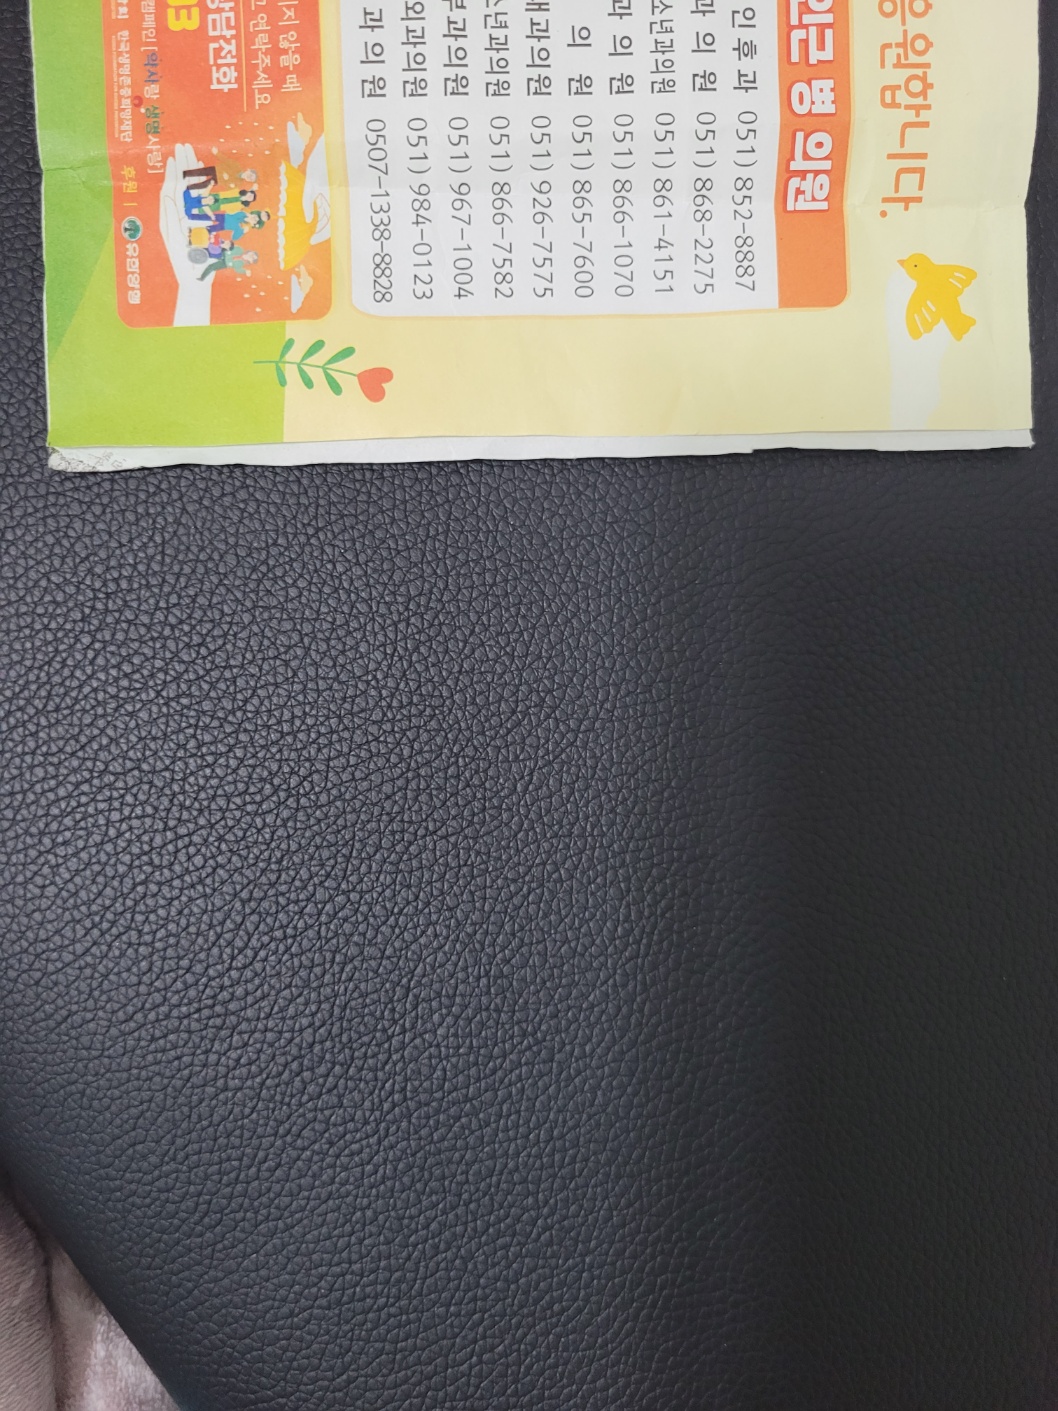 을 응원합니다.
인근 병 의원
인 후 과 051) 852-8887
과 의 원 051) 868-2275
소년과의원 051) 861-4151
과 의 원 051) 866-1070
의 원 051) 865-7600
내과의원 051) 926-7575
소년과의원 051) 866-7582
부과의원 051) 967-1004
외과의원 051) 984-0123
과 의 원 0507-1338-8828
지 않을 때
고 연락주세요
상담전화
03
캠페인 [약사랑 생명사랑]
한국생명존중희망재단 후원 | 유한양행